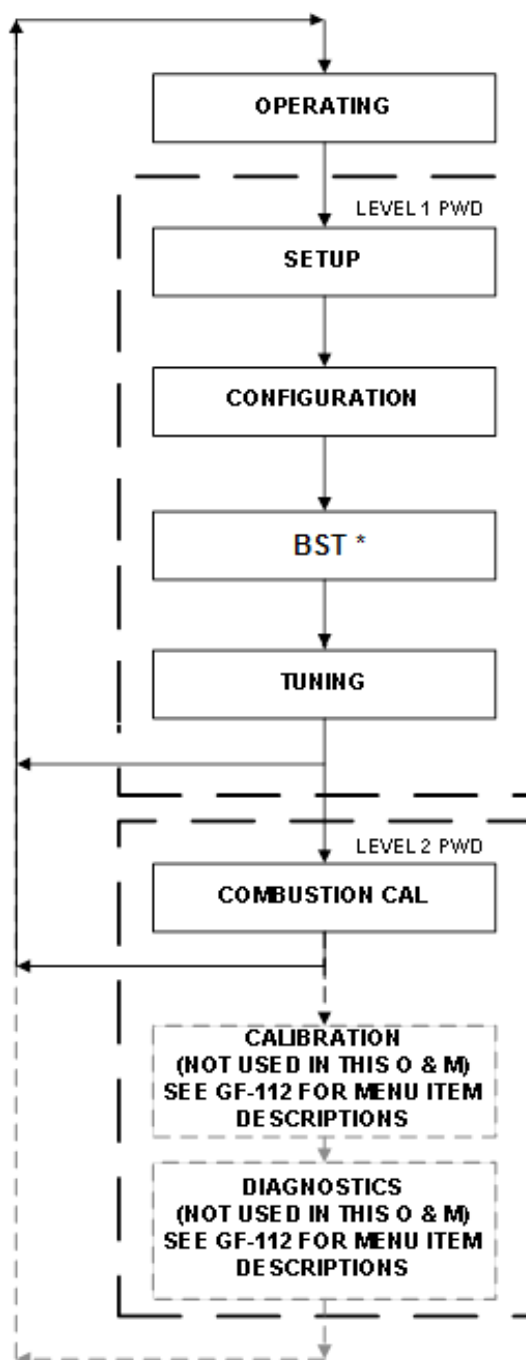 OPERATING
LEVEL 1 PWD
SETUP
CONFIGURATION
BST *
TUNING
LEVEL 2 PWD
COMBUSTION CAL
CALIBRATION
(NOT USED IN THIS O & M)
SEE GF-112 FOR MENU ITEM
DESCRIPTIONS
DIAGNOSTICS
(NOT USED IN THIS O & M)
SEE GF-112 FOR MENU ITEM
DESCRIPTIONS